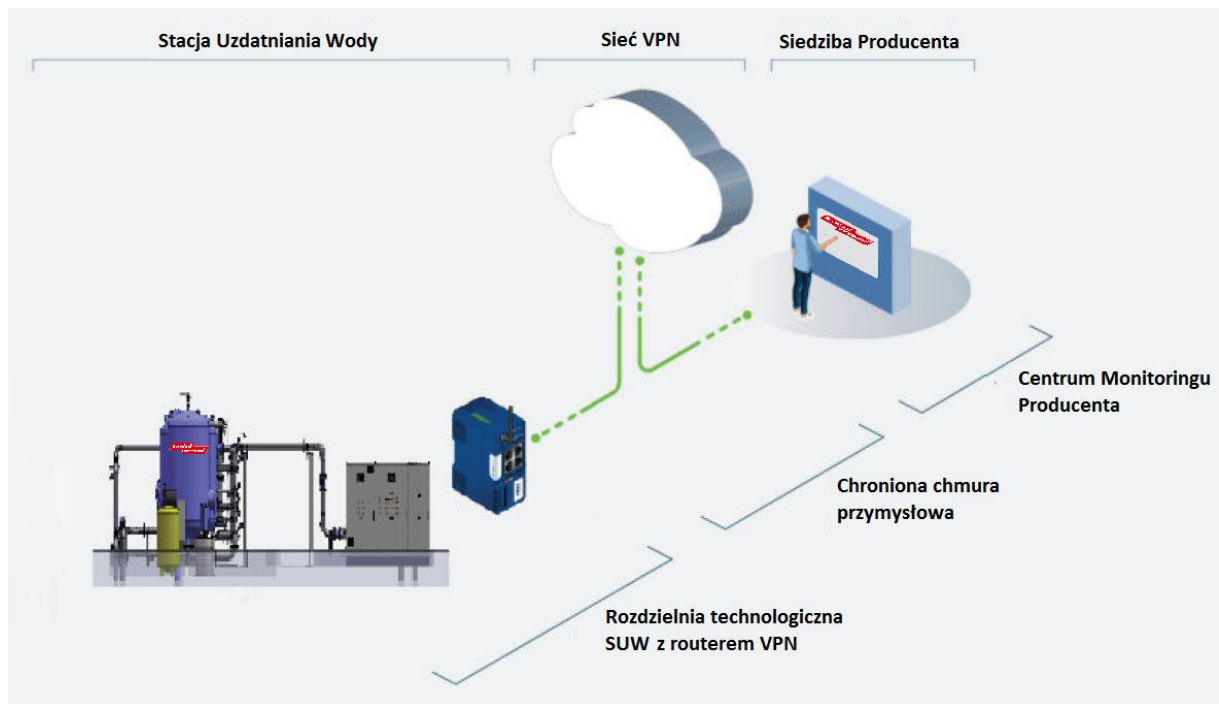 Stacja Uzdatniania Wody
Sieć VPN
Siedziba Producenta
Centrum Monitoringu
Producenta
Chroniona chmura
przymysłowa
Rozdzielnia technologiczna
SUW z routerem VPN